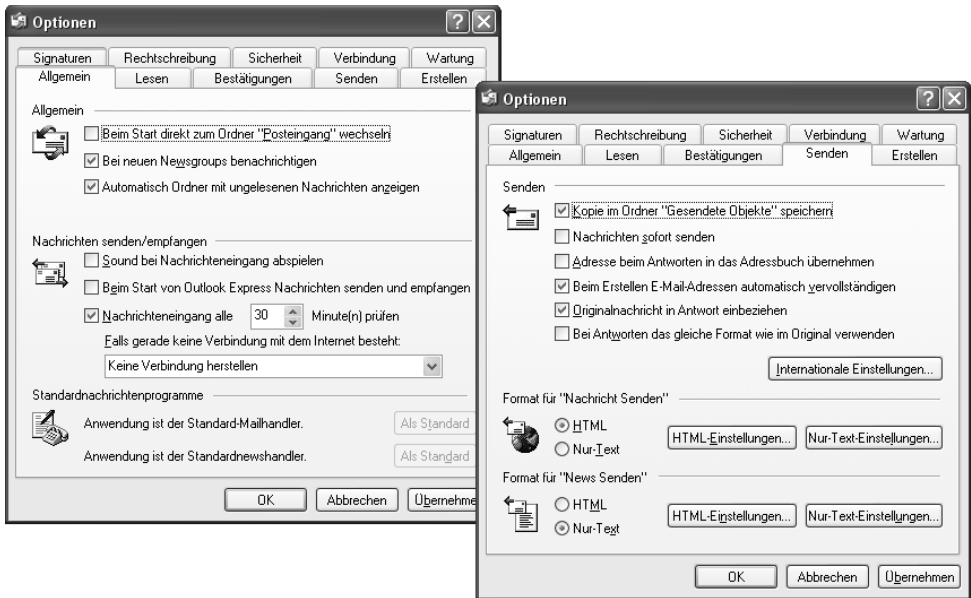 Optionen
Signaturen Rechtschreibung Sicherheit Verbindung Wartung
Allgemein Lesen Bestätigungen Senden Erstellen
Allgemein
Beim Start direkt zum Ordner "Posteingang" wechseln
Bei neuen Newsgroups benachrichtigen
Automatisch Ordner mit ungelesenen Nachrichten anzeigen
Nachrichten senden/empfangen
Sound bei Nachrichteneingang abspielen
Beim Start von Outlook Express Nachrichten senden und empfangen
Nachrichteneingang alle 30 Minute(n) prüfen
Falls gerade keine Verbindung mit dem Internet besteht:
Keine Verbindung herstellen
Standardnachrichtenprogramme
Anwendung ist der Standard-Mailhandler. Als Standard
Anwendung ist der Standardnewshandler. Als Standard
OK Abbrechen Übernehme
Optionen
Signaturen Rechtschreibung Sicherheit Verbindung Wartung
Allgemein Lesen Bestätigungen Senden Erstellen
Senden
Kopie im Ordner "Gesendete Objekte" speichern
Nachrichten sofort senden
Adresse beim Antworten in das Adressbuch übernehmen
Beim Erstellen E-Mail-Adressen automatisch vervollständigen
Originalnachricht in Antwort einbeziehen
Bei Antworten das gleiche Format wie im Original verwenden
Internationale Einstellungen...
Format für "Nachricht Senden"
HTML
Nur-Text
HTML-Einstellungen... Nur-Text-Einstellungen...
Format für "News Senden"
HTML
Nur-Text
HTML-Einstellungen... Nur-Text-Einstellungen...
OK Abbrechen Übernehmen